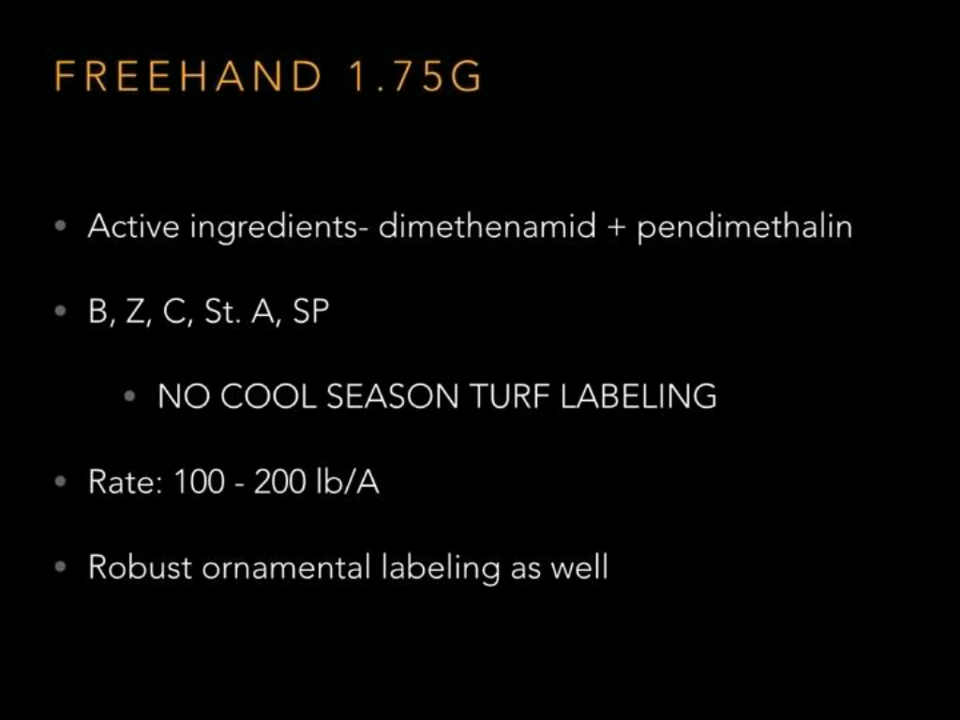 FREEHAND 1.75G
• Active ingredients- dimethenamid + pendimethalin
• B, Z, C, St. A, SP
• NO COOL SEASON TURF LABELING
• Rate: 100 - 200 lb/A
• Robust ornamental labeling as well